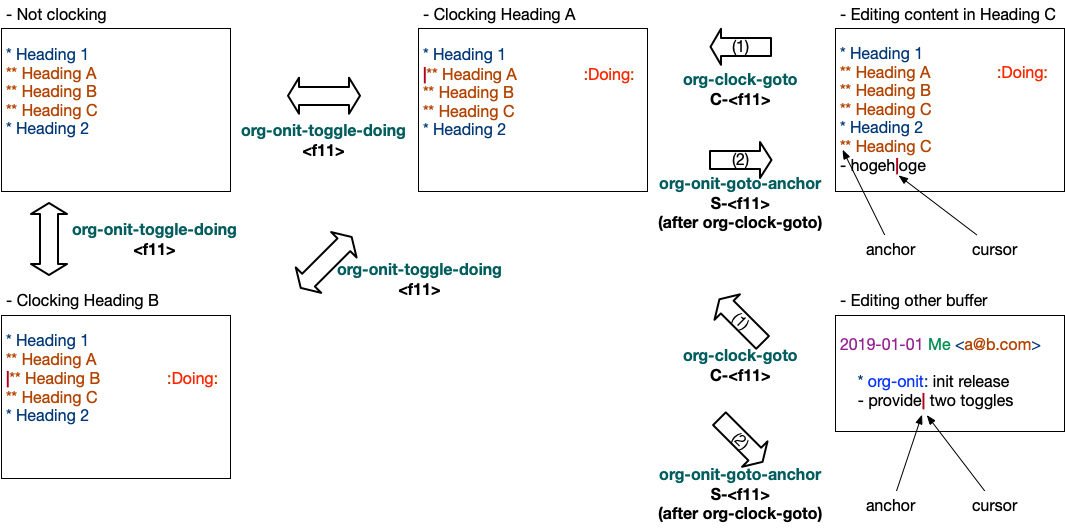 - Not clocking
* Heading 1
** Heading A
** Heading B
** Heading C
* Heading 2
org-onit-toggle-doing
<f11>
- Clocking Heading A
* Heading 1
** Heading A :Doing:
** Heading B
** Heading C
* Heading 2
(1)
org-clock-goto
C-<f11>
(2)
org-onit-goto-anchor
S-<f11>
(after org-clock-goto)
- Editing content in Heading C
* Heading 1
** Heading A :Doing:
** Heading B
** Heading C
* Heading 2
** Heading C
- hogehoge
anchor cursor
org-onit-toggle-doing
<f11>
org-onit-toggle-doing
<f11>
- Clocking Heading B
* Heading 1
** Heading A
** Heading B :Doing:
** Heading C
* Heading 2
(1)
org-clock-goto
C-<f11>
(2)
org-onit-goto-anchor
S-<f11>
(after org-clock-goto)
- Editing other buffer
2019-01-01 Me <a@b.com>
* org-onit: init release
- provide two toggles
anchor cursor